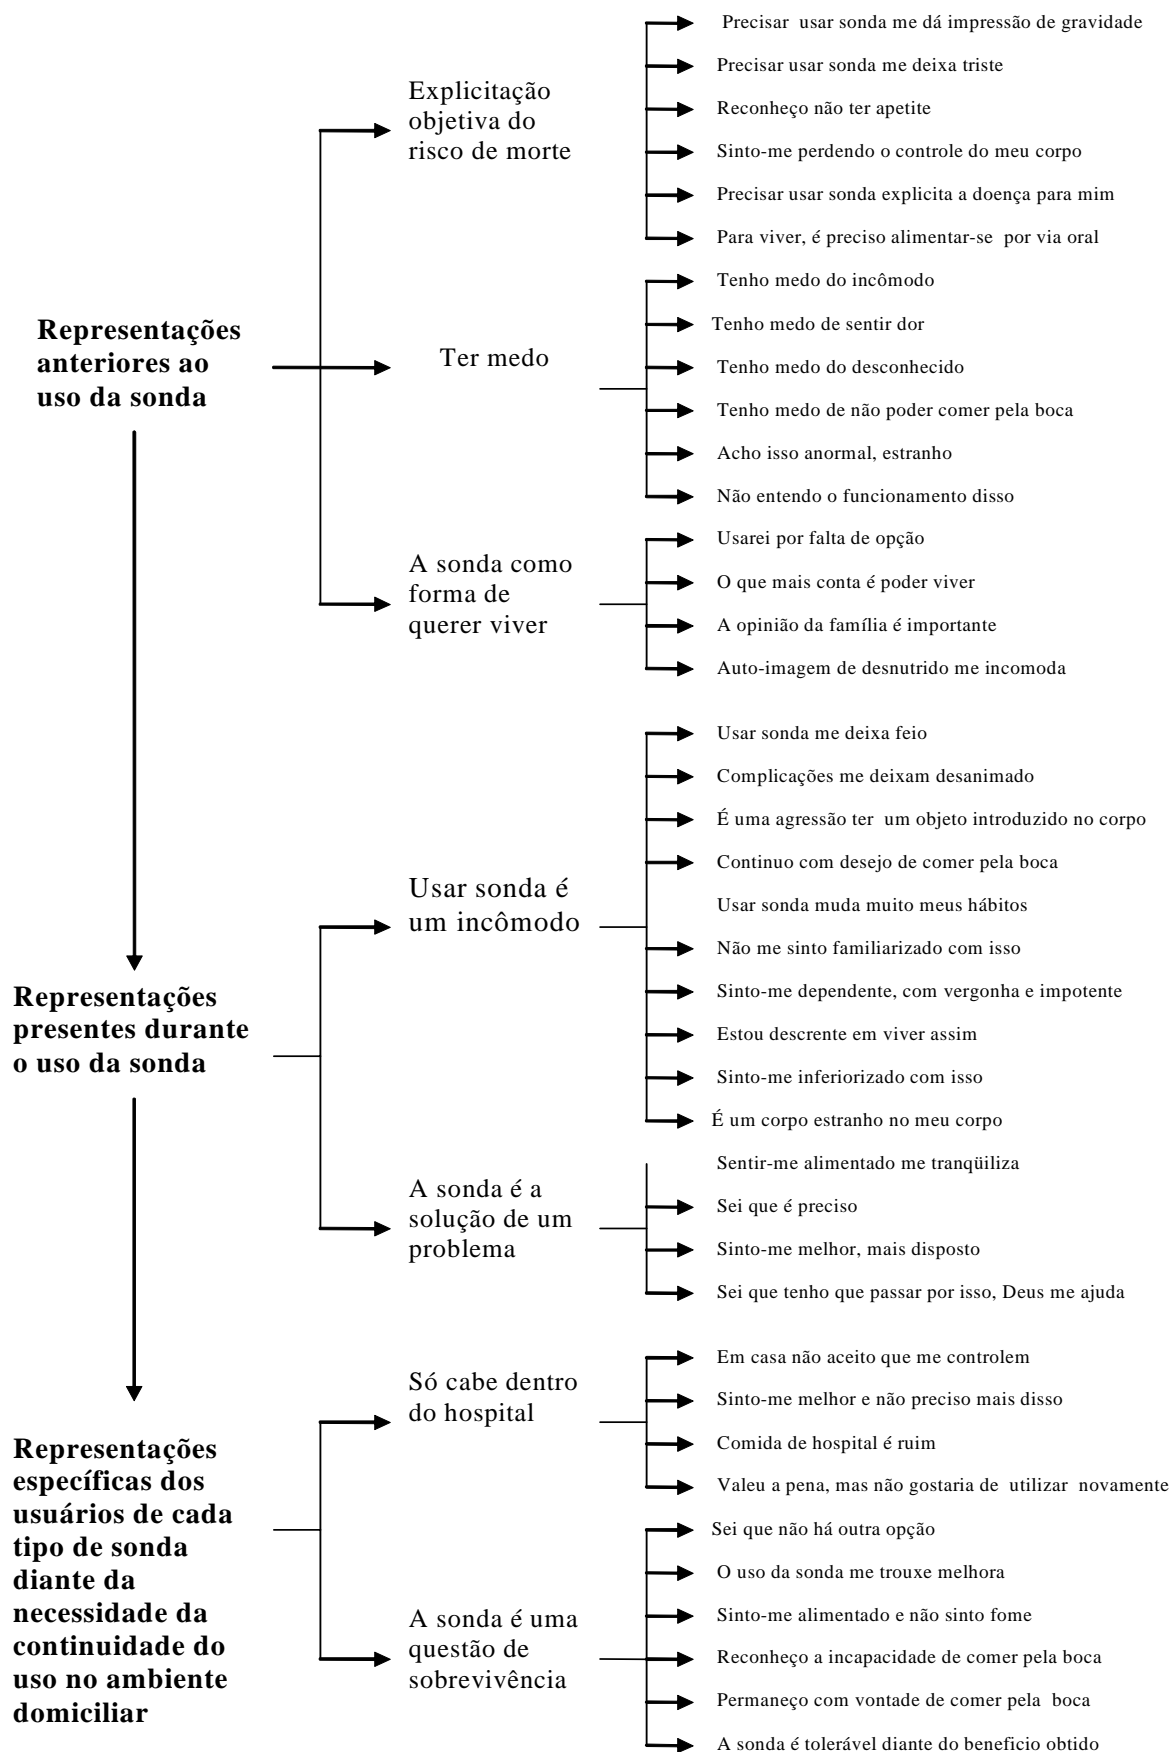 Representações
anteriores ao
uso da sonda
Explicitação
objetiva do
risco de morte
Precisar usar sonda me dá impressão de gravidade
Precisar usar sonda me deixa triste
Reconheço não ter apetite
Sinto-me perdendo o controle do meu corpo
Precisar usar sonda explicita a doença para mim
Para viver, é preciso alimentar-se por via oral
Ter medo
Tenho medo do incômodo
Tenho medo de sentir dor
Tenho medo do desconhecido
Tenho medo de não poder comer pela boca
Acho isso anormal, estranho
Não entendo o funcionamento disso
A sonda como
forma de
querer viver
Usarei por falta de opção
O que mais conta é poder viver
A opinião da família é importante
Auto-imagem de desnutrido me incomoda
Representações
presentes durante
o uso da sonda
Usar sonda é
um incômodo
Usar sonda me deixa feio
Complicações me deixam desanimado
É uma agressão ter um objeto introduzido no corpo
Continuo com desejo de comer pela boca
Usar sonda muda muito meus hábitos
Não me sinto familiarizado com isso
Sinto-me dependente, com vergonha e impotente
Estou descrente em viver assim
Sinto-me inferiorizado com isso
É um corpo estranho no meu corpo
A sonda é a
solução de um
problema
Sentir-me alimentado me tranqüiliza
Sei que é preciso
Sinto-me melhor, mais disposto
Sei que tenho que passar por isso, Deus me ajuda
Representações
específicas dos
usuários de cada
tipo de sonda
diante da
necessidade da
continuidade do
uso no ambiente
domiciliar
Só cabe dentro
do hospital
Em casa não aceito que me controlem
Sinto-me melhor e não preciso mais disso
Comida de hospital é ruim
Valeu a pena, mas não gostaria de utilizar novamente
A sonda é uma
questão de
sobrevivência
Sei que não há outra opção
O uso da sonda me trouxe melhora
Sinto-me alimentado e não sinto fome
Reconheço a incapacidade de comer pela boca
Permaneço com vontade de comer pela boca
A sonda é tolerável diante do beneficio obtido